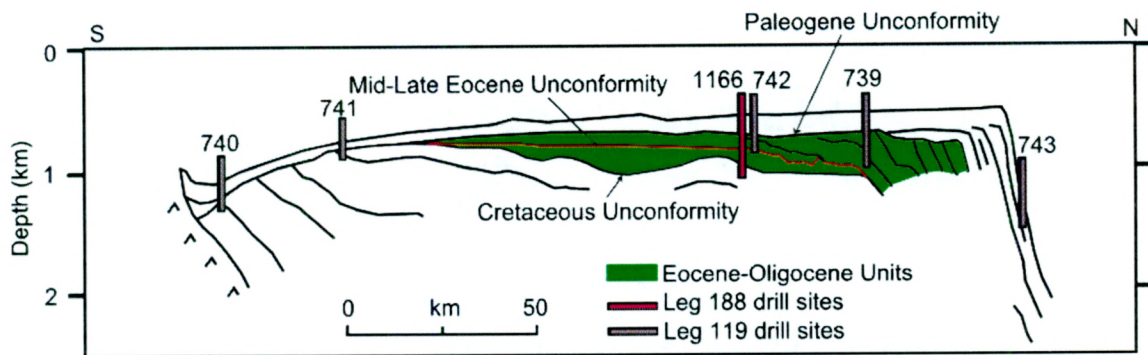 S
N
Paleogene Unconformity
0
Mid-Late Eocene Unconformity
1166
742
739
741
740
743
1
Depth (km)
Cretaceous Unconformity
Eocene-Oligocene Units
0
km
50
Leg 188 drill sites
2
Leg 119 drill sites